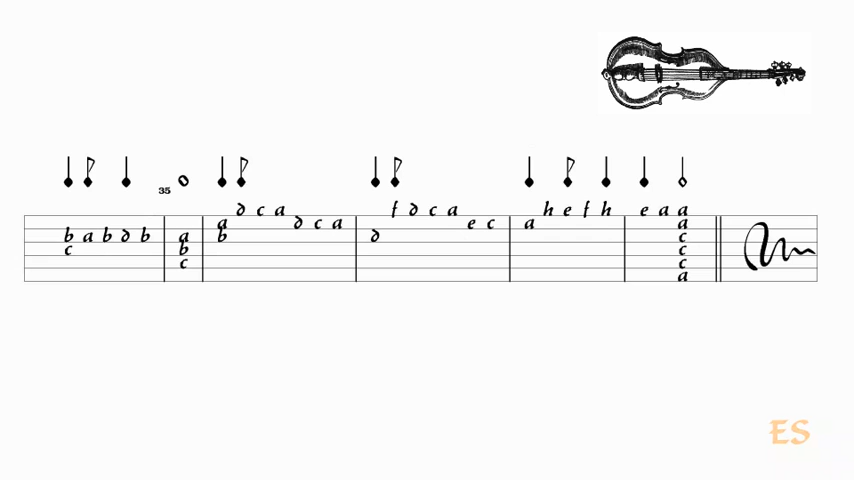 35
d c a f d c a h e f h e a a
a d c a e c a a
b a b d b a b d c
c b c
c c
a
ES